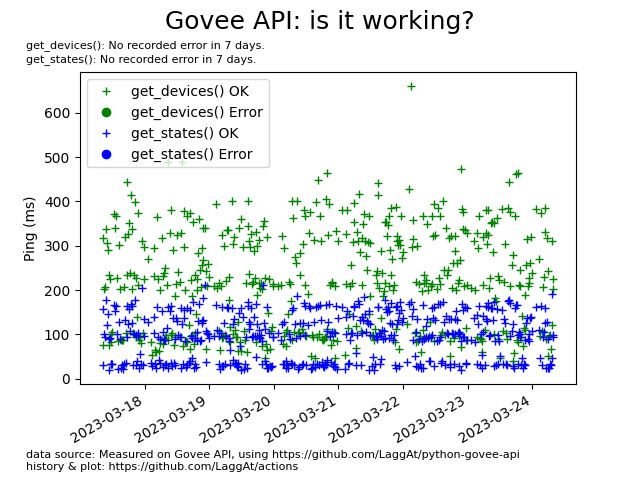 Govee API: is it working?
get_devices(): No recorded error in 7 days.
get_states(): No recorded error in 7 days.
get_devices() OK
get_devices() Error
get_states() OK
get_states() Error
Ping (ms)
600
500
400
300
200
100
0
2023-03-18
2023-03-19
2023-03-20
2023-03-21
2023-03-22
2023-03-23
2023-03-24
data source: Measured on Govee API, using https://github.com/LaggAt/python-govee-api
history & plot: https://github.com/LaggAt/actions